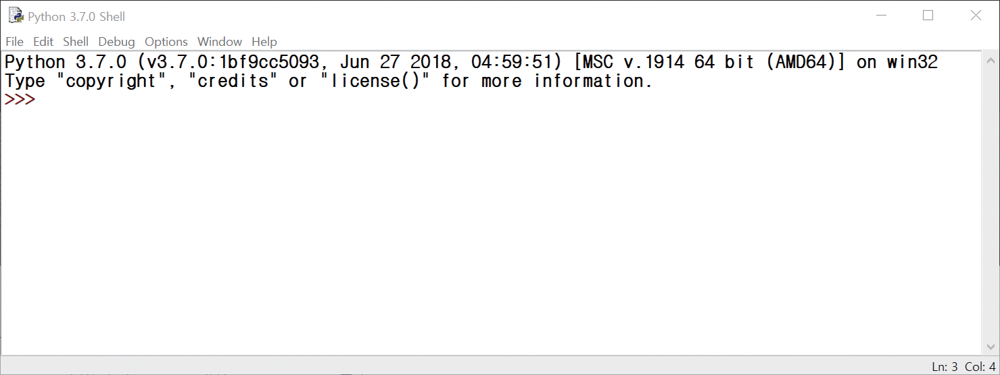 Python 3.7.0 Shell
File Edit Shell Debug Options Window Help
Python 3.7.0 (v3.7.0:1bf9cc5093, Jun 27 2018, 04:59:51) [MSC v.1914 64 bit (AMD64)] on win32
Type "copyright", "credits" or "license()" for more information.
>>>
Ln: 3 Col: 4